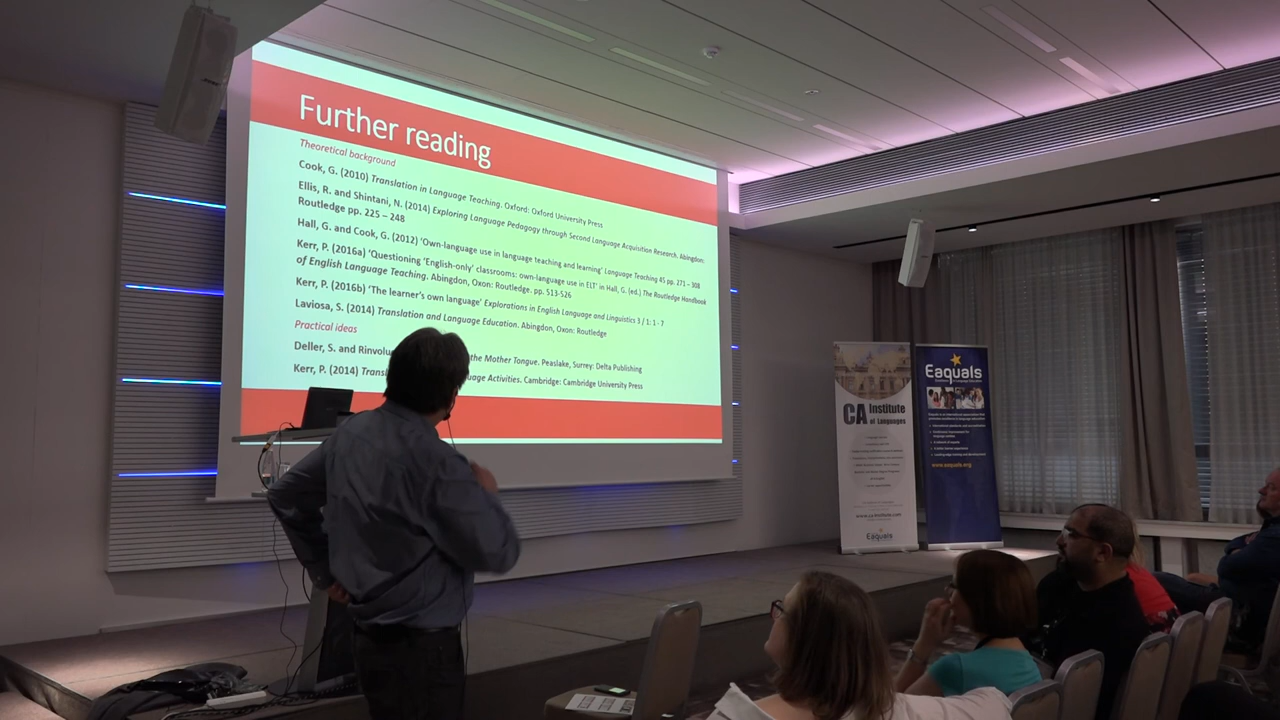 Further reading
Theoretical background
Cook, G. (2010) Translation in Language Teaching. Oxford: Oxford University Press
Ellis, R. and Shintani, N. (2014) Exploring Language Pedagogy through Second Language Acquisition Research. Abingdon:
Routledge pp. 225 – 248
Hall, G. and Cook, G. (2012) 'Own-language use in language teaching and learning' Language Teaching 45 pp. 271 – 308
Kerr, P. (2016a) 'Questioning 'English-only' classrooms: own-language use in ELT' in Hall, G. (ed.) The Routledge Handbook
of English Language Teaching. Abingdon, Oxon: Routledge. pp. 513-526
Kerr, P. (2016b) 'The learner's own language' Explorations in English Language and Linguistics 3 / 1: 1 - 7
Laviosa, S. (2014) Translation and Language Education. Abingdon, Oxon: Routledge
Practical ideas
Deller, S. and Rinvolu the Mother Tongue. Peaslake, Surrey: Delta Publishing
Kerr, P. (2014) Trans Activities. Cambridge: Cambridge University Press
CA Institute
of Languages
Eaquals
Eaquals
www.eaquals.org